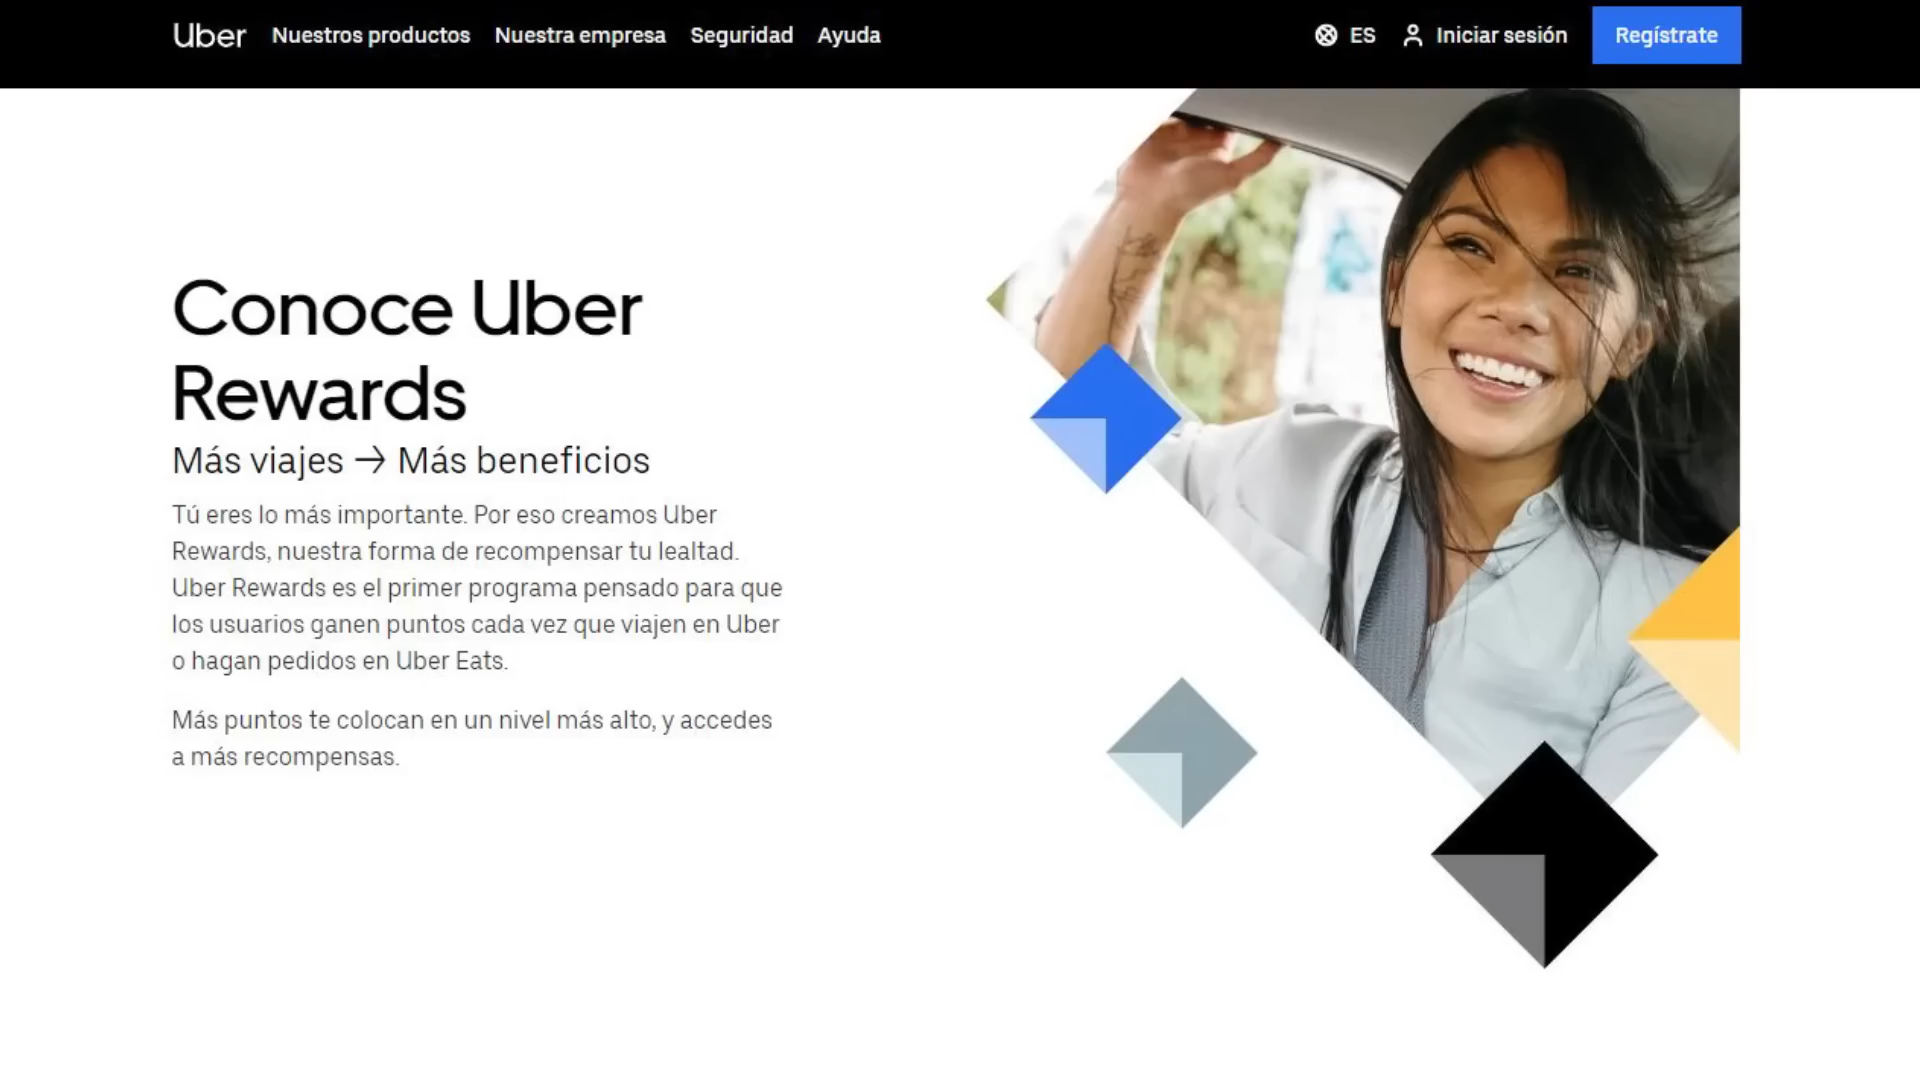 Uber Nuestros productos Nuestra empresa Seguridad Ayuda ES Iniciar sesión Regístrate
Conoce Uber
Rewards
Más viajes → Más beneficios
Tú eres lo más importante. Por eso creamos Uber
Rewards, nuestra forma de recompensar tu lealtad.
Uber Rewards es el primer programa pensado para que
los usuarios ganen puntos cada vez que viajen en Uber
o hagan pedidos en Uber Eats.
Más puntos te colocan en un nivel más alto, y accedes
a más recompensas.